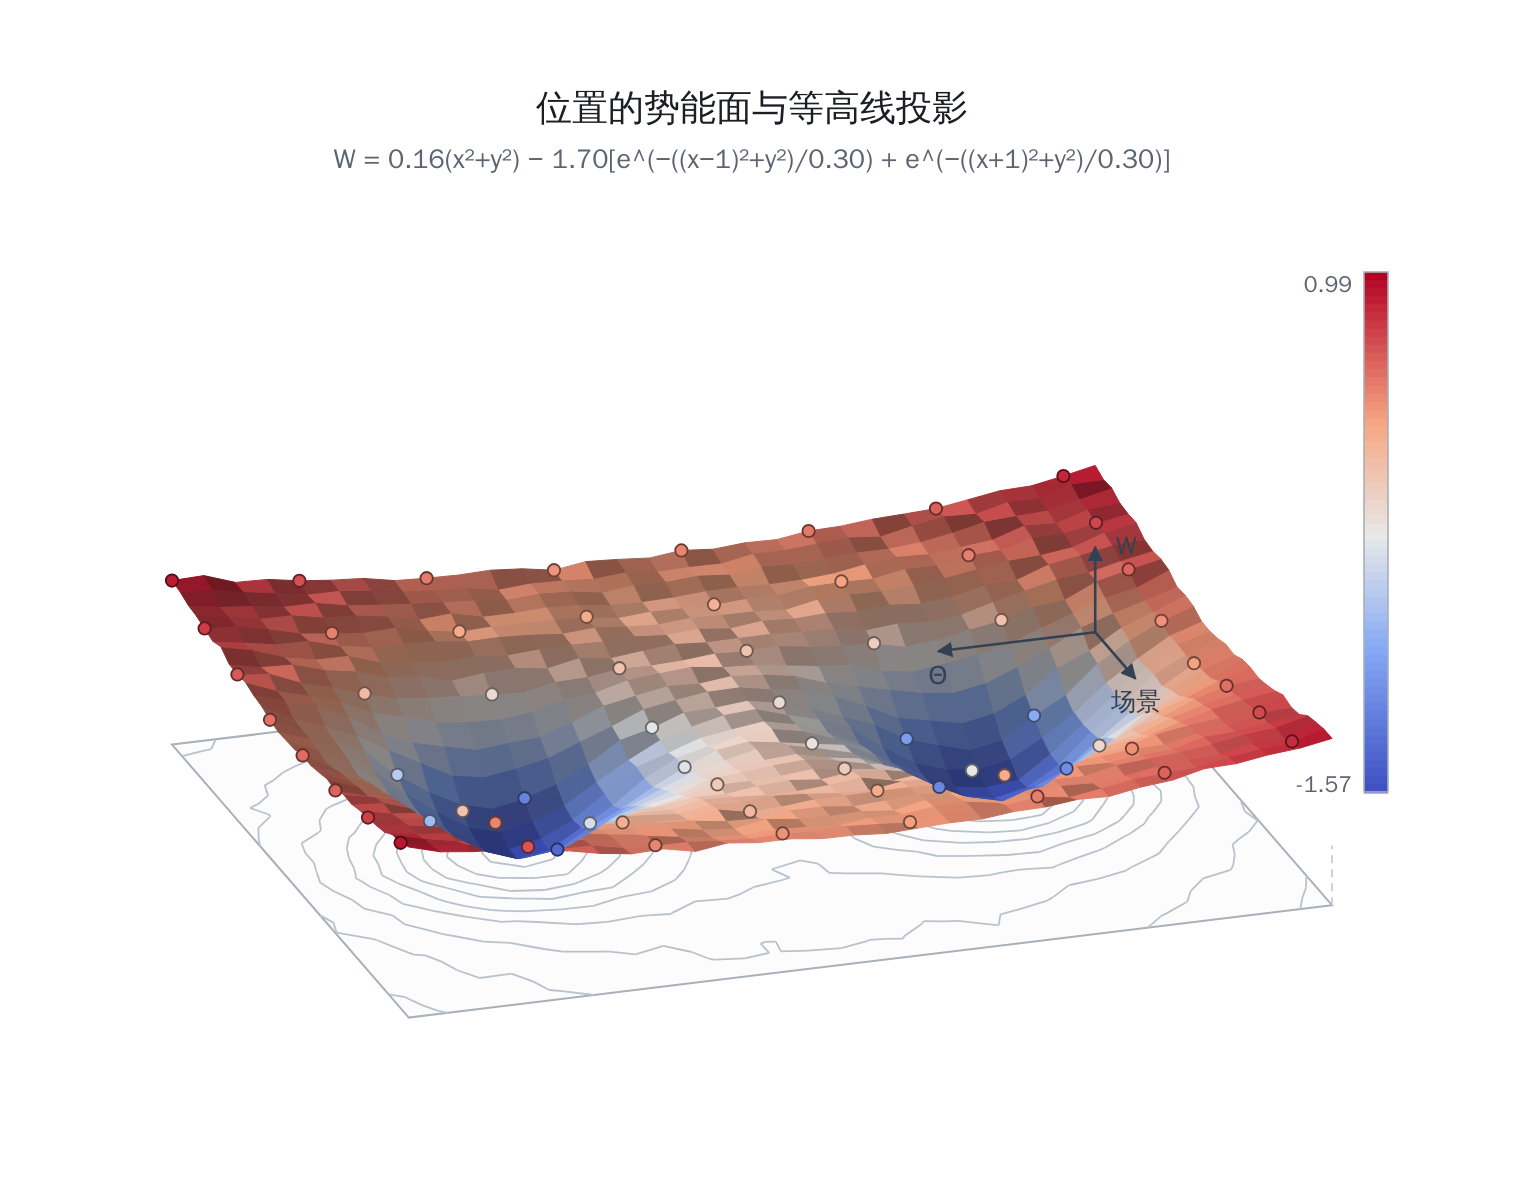 位置的势能面与等高线投影
W = 0.16(x²+y²) − 1.70[e^(−((x−1)²+y²)/0.30) + e^(−((x+1)²+y²)/0.30)]
0.99
W
Θ
场景
-1.57